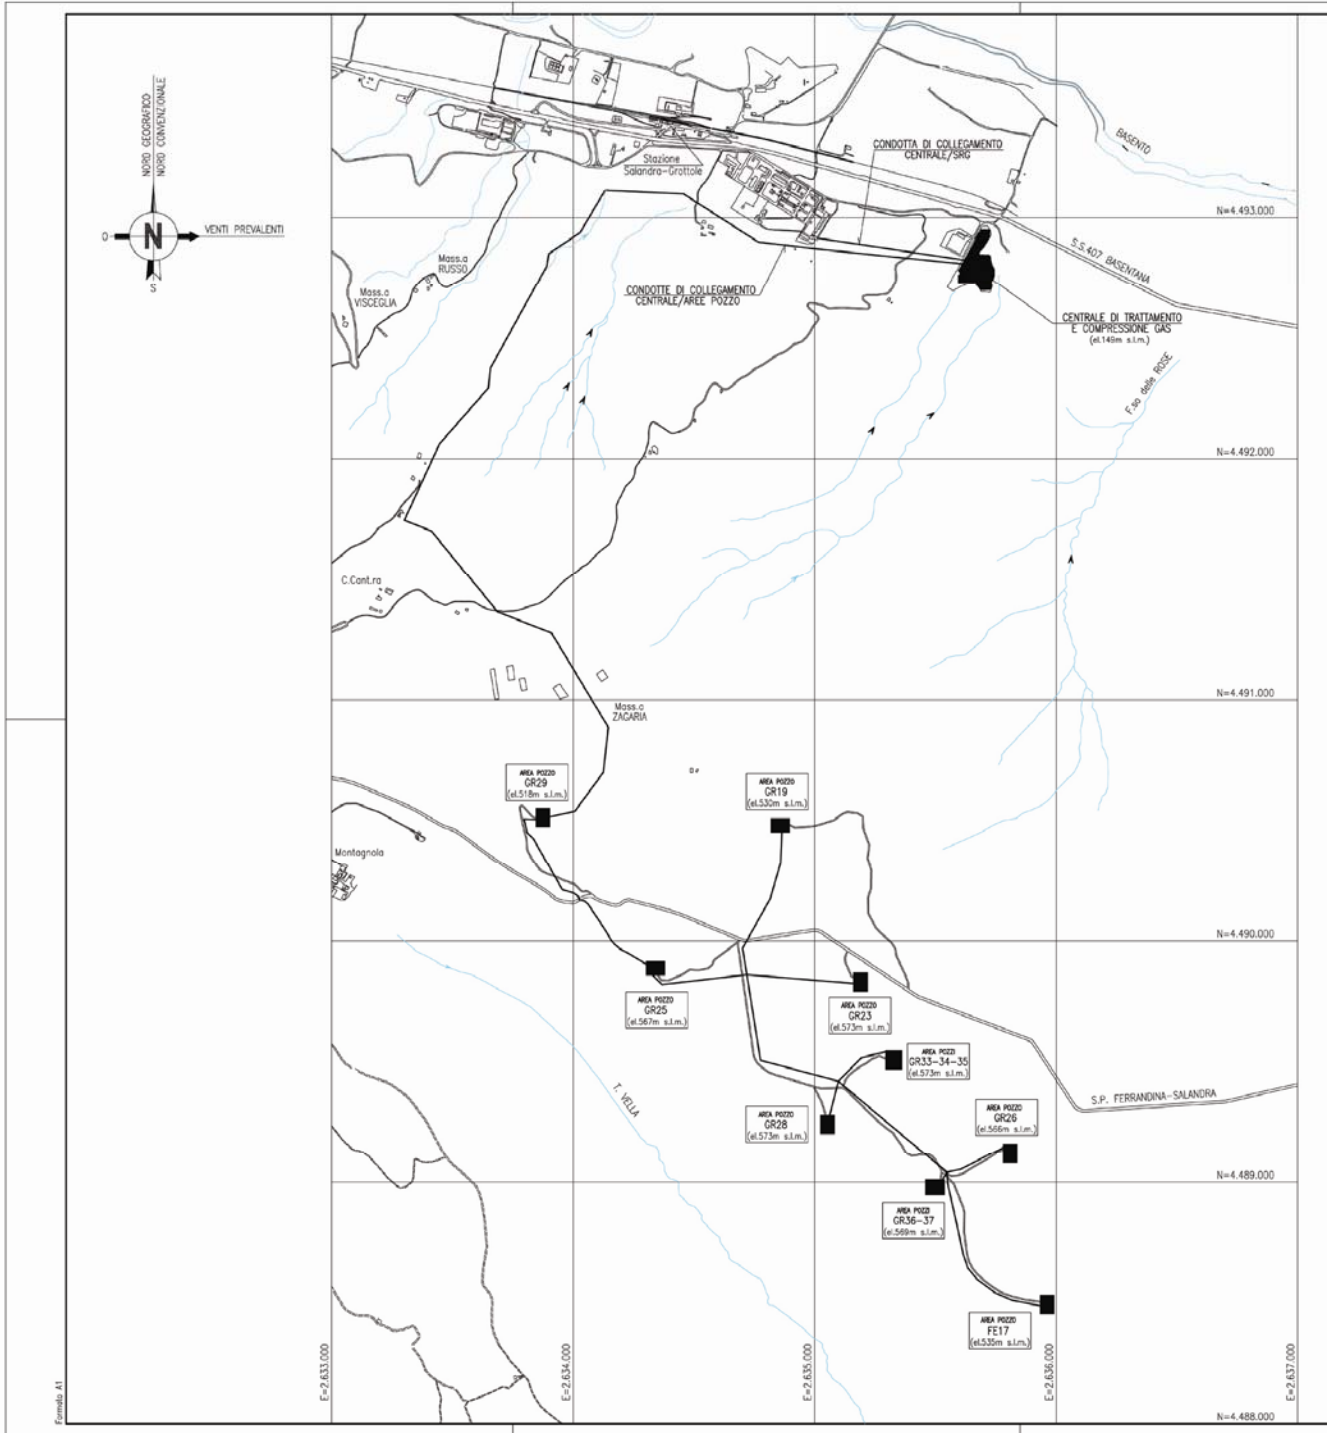 NORD GEOGRAFICO
NORD CONVENZIONALE
O
N
VENTI PREVALENTI
S
Stazione
Salandra-Grottole
CONDOTTA DI COLLEGAMENTO
CENTRALE/SRG
BASENTO
N=4.493.000
S.S.407 BASENTANA
Mass.a
RUSSO
Mass.a
VISCEGLIA
CONDOTTE DI COLLEGAMENTO
CENTRALE/AREE POZZO
CENTRALE DI TRATTAMENTO
E COMPRESSIONE GAS
(el.149m s.l.m.)
F.so delle ROSE
N=4.492.000
C.Cant.ra
N=4.491.000
Mass.a
ZAGARIA
AREA POZZO
GR29
(el.518m s.l.m.)
AREA POZZO
GR19
(el.530m s.l.m.)
Montagnola
N=4.490.000
AREA POZZO
GR25
(el.567m s.l.m.)
AREA POZZO
GR23
(el.573m s.l.m.)
AREA POZZI
GR33-34-35
(el.573m s.l.m.)
T. VELLA
S.P. FERRANDINA-SALANDRA
AREA POZZO
GR28
(el.573m s.l.m.)
AREA POZZO
GR26
(el.566m s.l.m.)
N=4.489.000
AREA POZZI
GR36-37
(el.569m s.l.m.)
AREA POZZO
FE17
(el.535m s.l.m.)
E=2.633.000
E=2.634.000
E=2.635.000
E=2.636.000
E=2.637.000
N=4.488.000
Formato A1